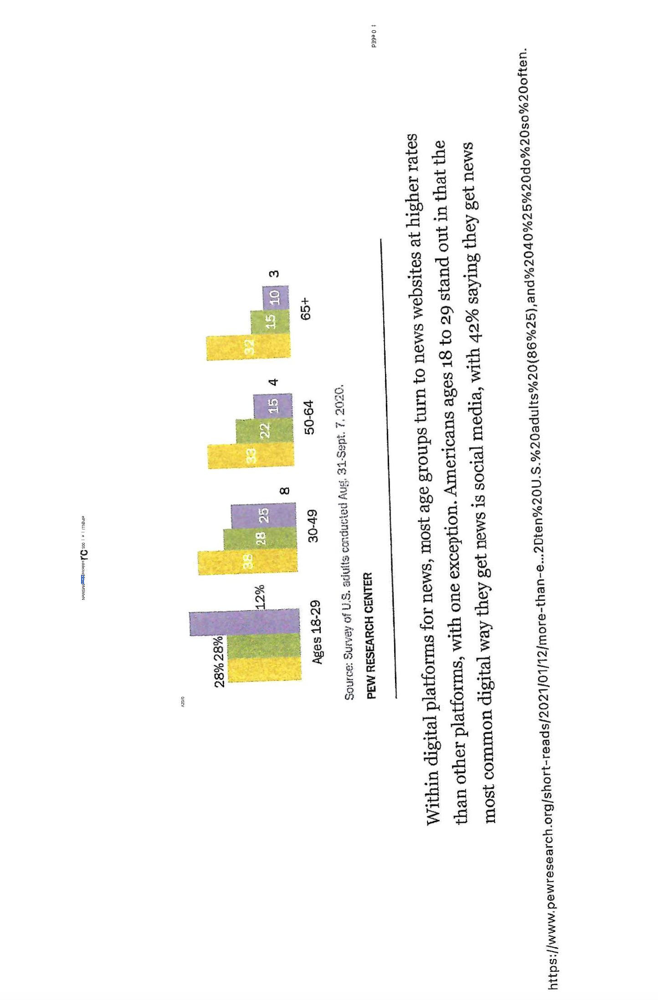 28% 28%
12%
38
28
25
8
33
22
15
4
32
15
10
3
Ages 18-29
30-49
50-64
65+
Source: Survey of U.S. adults conducted Aug. 31-Sept. 7, 2020.
PEW RESEARCH CENTER
Within digital platforms for news, most age groups turn to news websites at higher rates
than other platforms, with one exception. Americans ages 18 to 29 stand out in that the
most common digital way they get news is social media, with 42% saying they get news
https://www.pewresearch.org/short-reads/2021/01/12/more-than-e...2Dten%20U.S.%20adults%20(86%25),and%2040%25%20do%20so%20often.